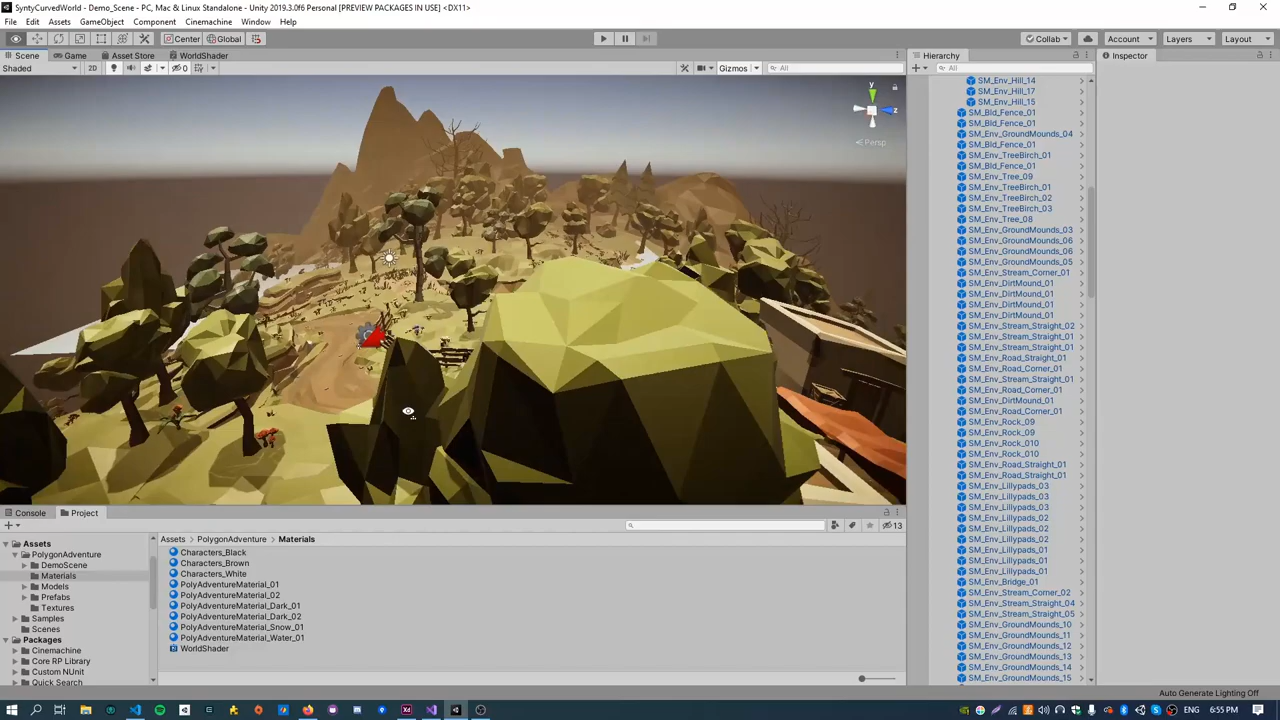 SyntyCurvedWorld - Demo_Scene - PC, Mac & Linux Standalone - Unity 2019.3.0f6 Personal [PREVIEW PACKAGES IN USE] <DX11>
File Edit Assets GameObject Component Cinemachine Window Help
Center Global Collab Account Layers Layout
Scene Game Asset Store WorldShader
Shaded 2D 0 Gizmos All
y
z
Persp
Hierarchy
All
SM_Env_Hill_14
SM_Env_Hill_17
SM_Env_Hill_15
SM_Bld_Fence_01
SM_Bld_Fence_01
SM_Env_GroundMounds_04
SM_Bld_Fence_01
SM_Env_TreeBirch_01
SM_Bld_Fence_01
SM_Env_Tree_09
SM_Env_TreeBirch_01
SM_Env_TreeBirch_02
SM_Env_TreeBirch_03
SM_Env_Tree_08
SM_Env_GroundMounds_03
SM_Env_GroundMounds_06
SM_Env_GroundMounds_06
SM_Env_GroundMounds_05
SM_Env_Stream_Corner_01
SM_Env_DirtMound_01
SM_Env_DirtMound_01
SM_Env_DirtMound_01
SM_Env_DirtMound_01
SM_Env_Stream_Straight_02
SM_Env_Stream_Straight_01
SM_Env_Stream_Straight_01
SM_Env_Road_Straight_01
SM_Env_Road_Corner_01
SM_Env_Stream_Straight_01
SM_Env_Road_Corner_01
SM_Env_DirtMound_01
SM_Env_Road_Corner_01
SM_Env_Rock_09
SM_Env_Rock_09
SM_Env_Rock_010
SM_Env_Rock_010
SM_Env_Road_Straight_01
SM_Env_Road_Straight_01
SM_Env_Lillypads_03
SM_Env_Lillypads_03
SM_Env_Lillypads_03
SM_Env_Lillypads_02
SM_Env_Lillypads_02
SM_Env_Lillypads_02
SM_Env_Lillypads_01
SM_Env_Lillypads_01
SM_Env_Lillypads_01
SM_Env_Bridge_01
SM_Env_Stream_Corner_02
SM_Env_Stream_Straight_04
SM_Env_Stream_Straight_05
SM_Env_GroundMounds_10
SM_Env_GroundMounds_11
SM_Env_GroundMounds_12
SM_Env_GroundMounds_13
SM_Env_GroundMounds_14
SM_Env_GroundMounds_15
Inspector
Console Project
13
Assets
PolygonAdventure
DemoScene
Materials
Models
Prefabs
Textures
Samples
Scenes
Packages
Cinemachine
Core RP Library
Custom NUnit
Quick Search
Assets PolygonAdventure Materials
Characters_Black
Characters_Brown
Characters_White
PolyAdventureMaterial_01
PolyAdventureMaterial_02
PolyAdventureMaterial_Dark_01
PolyAdventureMaterial_Dark_02
PolyAdventureMaterial_Snow_01
PolyAdventureMaterial_Water_01
WorldShader
Auto Generate Lighting Off
ENG 6:55 PM